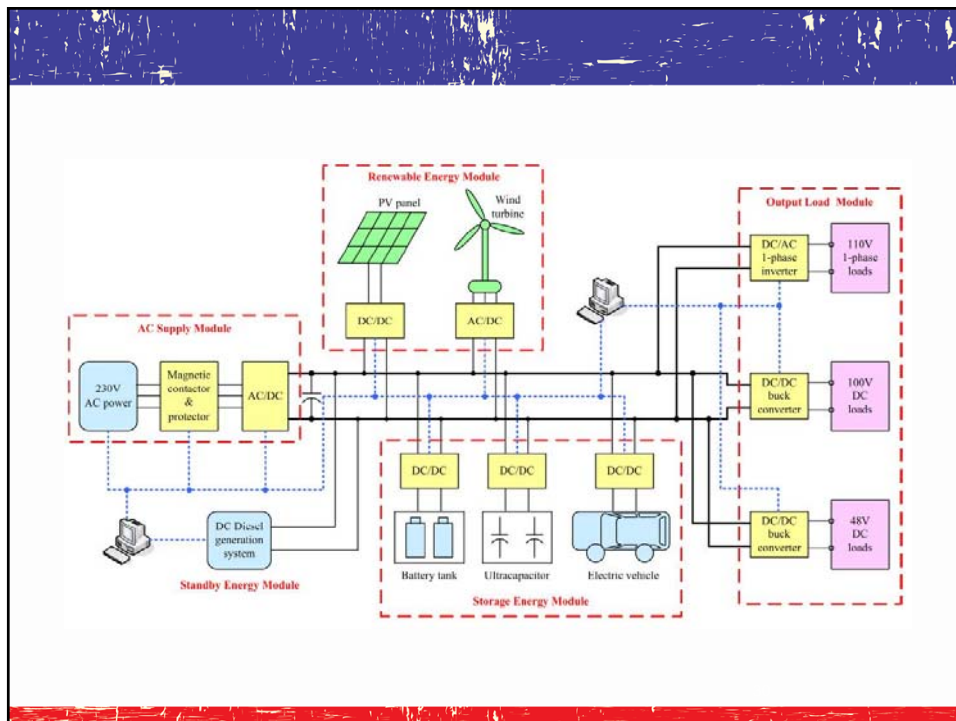 Renewable Energy Module
PV panel
Wind
turbine
DC/DC
AC/DC
AC Supply Module
230V
AC power
Magnetic
contactor
&
protector
AC/DC
DC Diesel
generation
system
Standby Energy Module
DC/DC
DC/DC
DC/DC
Battery tank
Ultracapacitor
Electric vehicle
Storage Energy Module
Output Load Module
DC/AC
1-phase
inverter
110V
1-phase
loads
DC/DC
buck
converter
100V
DC
loads
DC/DC
buck
converter
48V
DC
loads